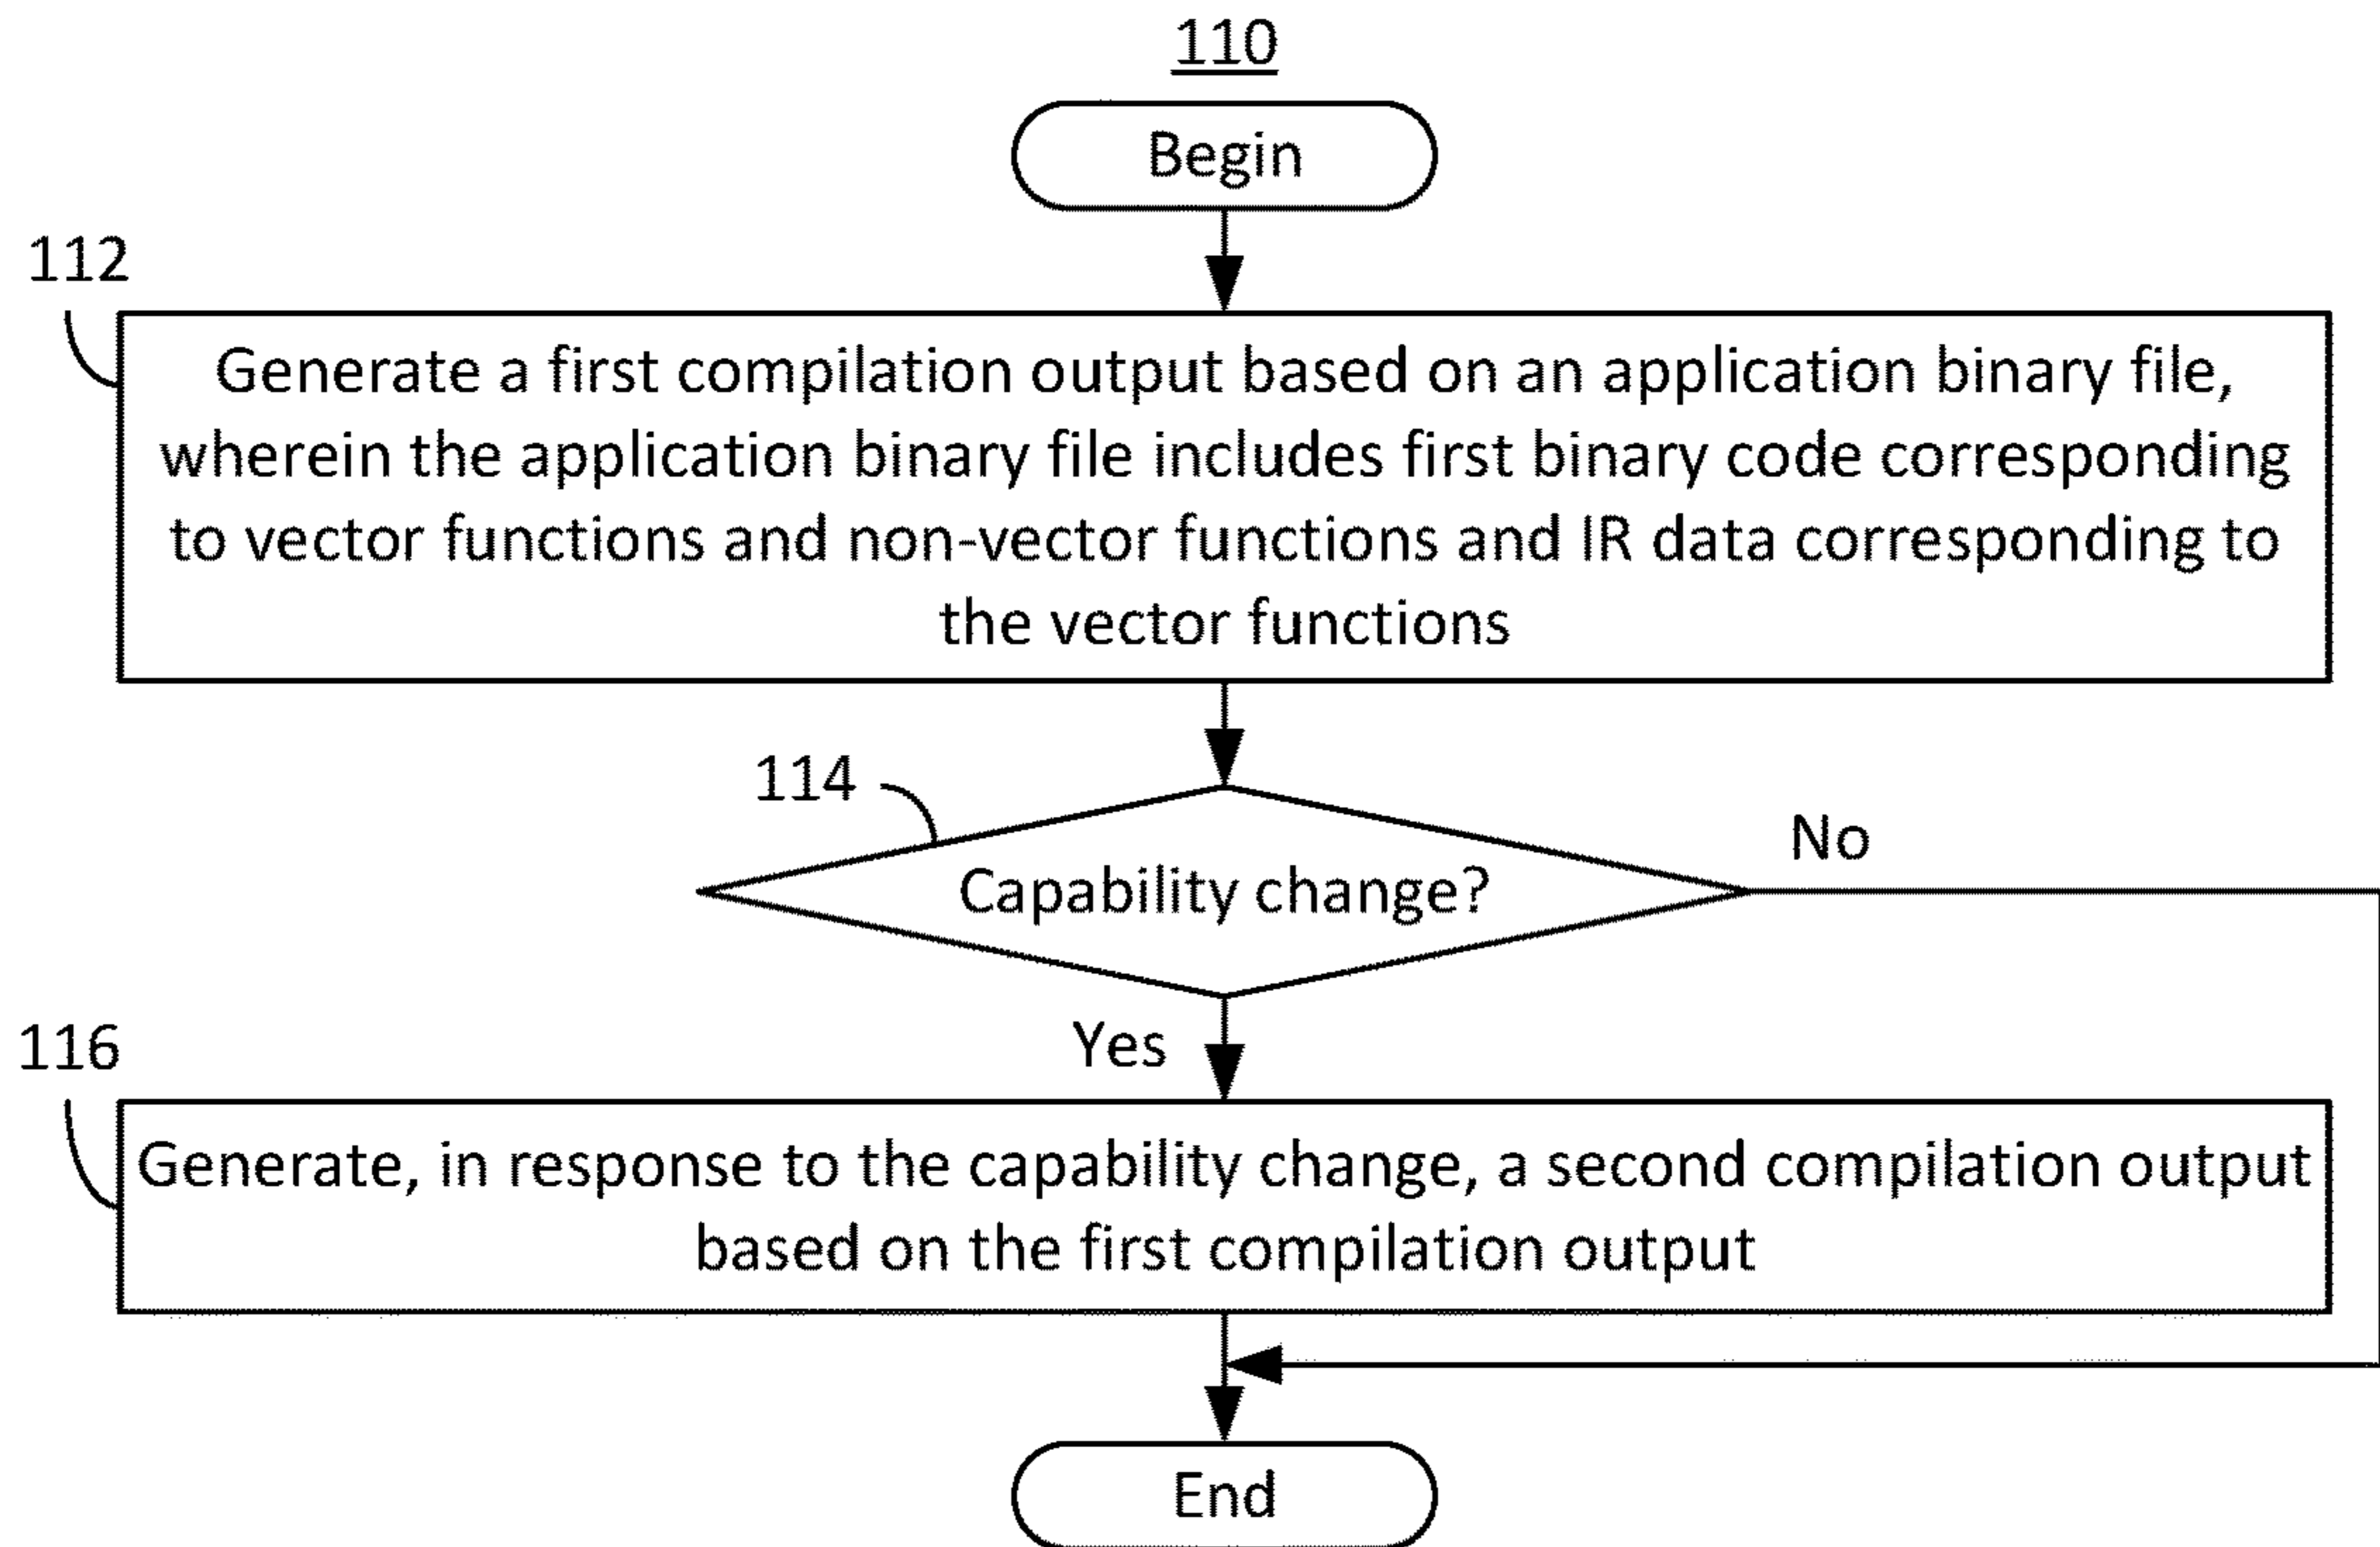 110
Begin
112
Generate a first compilation output based on an application binary file,
wherein the application binary file includes first binary code corresponding
to vector functions and non-vector functions and IR data corresponding to
the vector functions
114
Capability change?
No
Yes
116
Generate, in response to the capability change, a second compilation output
based on the first compilation output
End